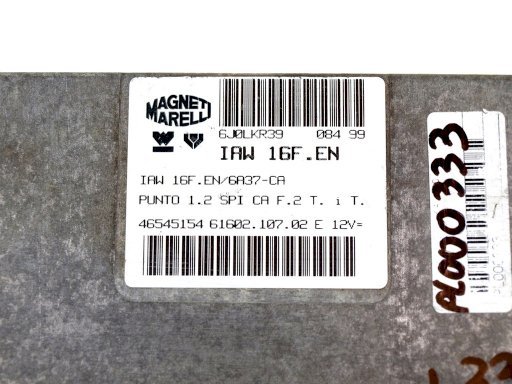 MAGNETI
MARELLI
6J0LKR39 084 99
IAW 16F.EN
IAW 16F.EN/6A37-CA
PUNTO 1.2 SPI CA F.2 T. i T.
46545154 61602.107.02 E 12V=
PL000333